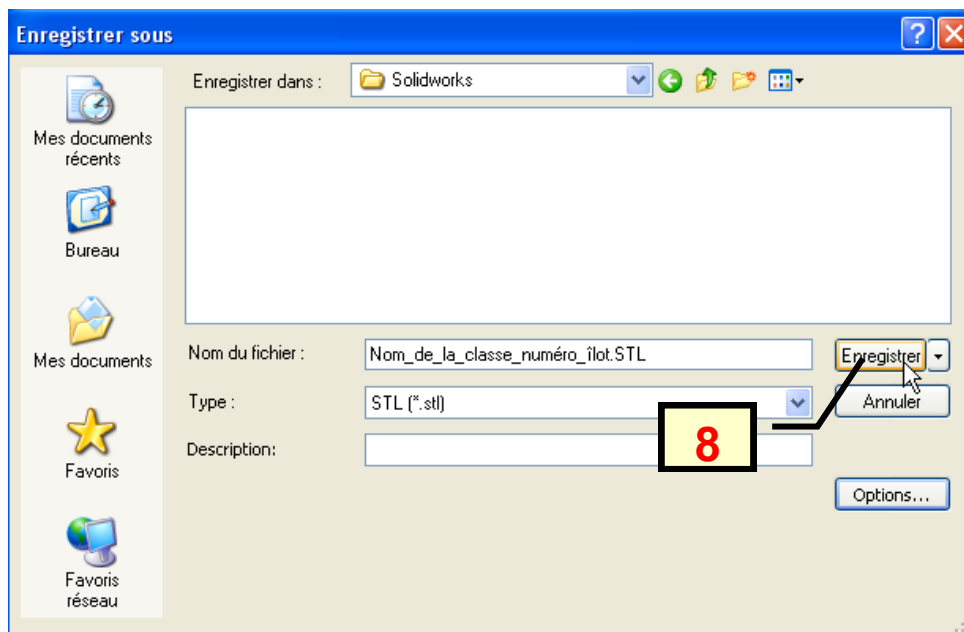 Enregistrer sous
Enregistrer dans :
Solidworks
Mes documents
récents
Bureau
Mes documents
Favoris
Favoris
réseau
Nom du fichier :
Nom_de_la_classe_numéro_îlot.STL
Enregistrer
Type :
STL (*.stl)
Annuler
8
Description:
Options...